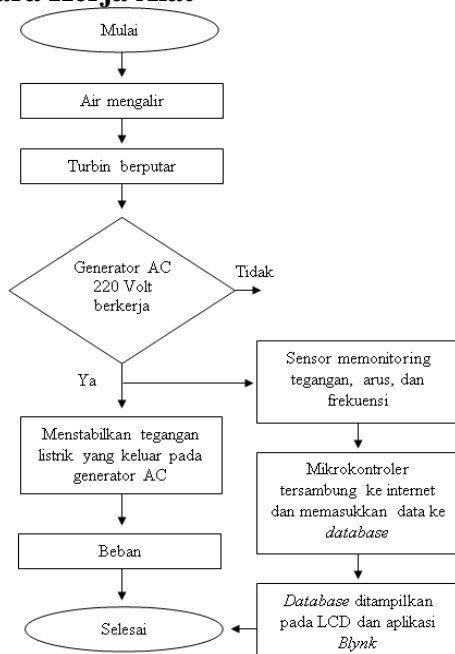 Mulai
Air mengalir
Turbin berputar
Generator AC
220 Volt
berkerja
Tidak
Ya
Sensor memonitoring
tegangan, arus, dan
frekuensi
Menstabilkan tegangan
listrik yang keluar pada
generator AC
Mikrokontroler
tersambung ke internet
dan memasukkan data ke
database
Beban
Database ditampilkan
pada LCD dan aplikasi
Blynk
Selesai